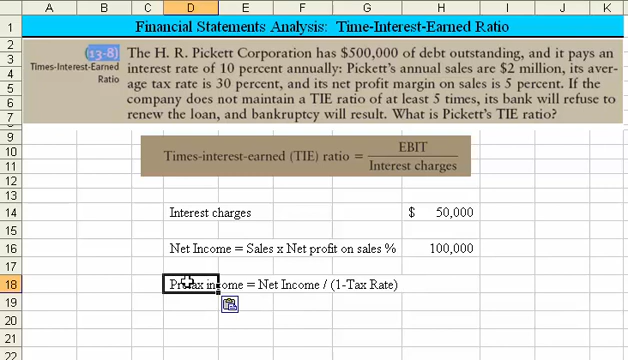 A B C D E F G H I J K
1 Financial Statements Analysis: Time-Interest-Earned Ratio
2
3 (13-8) The H. R. Pickett Corporation has $500,000 of debt outstanding, and it pays an
4 Times-Interest-Earned interest rate of 10 percent annually: Pickett's annual sales are $2 million, its aver-
5 Ratio age tax rate is 30 percent, and its net profit margin on sales is 5 percent. If the
6 company does not maintain a TIE ratio of at least 5 times, its bank will refuse to
7 renew the loan, and bankruptcy will result. What is Pickett's TIE ratio?
8
9
10 Times-interest-earned (TIE) ratio = EBIT
11 Interest charges
12
13
14 Interest charges $ 50,000
15
16 Net Income = Sales x Net profit on sales % 100,000
17
18 Pretax income = Net Income / (1-Tax Rate)
19
20
21
22